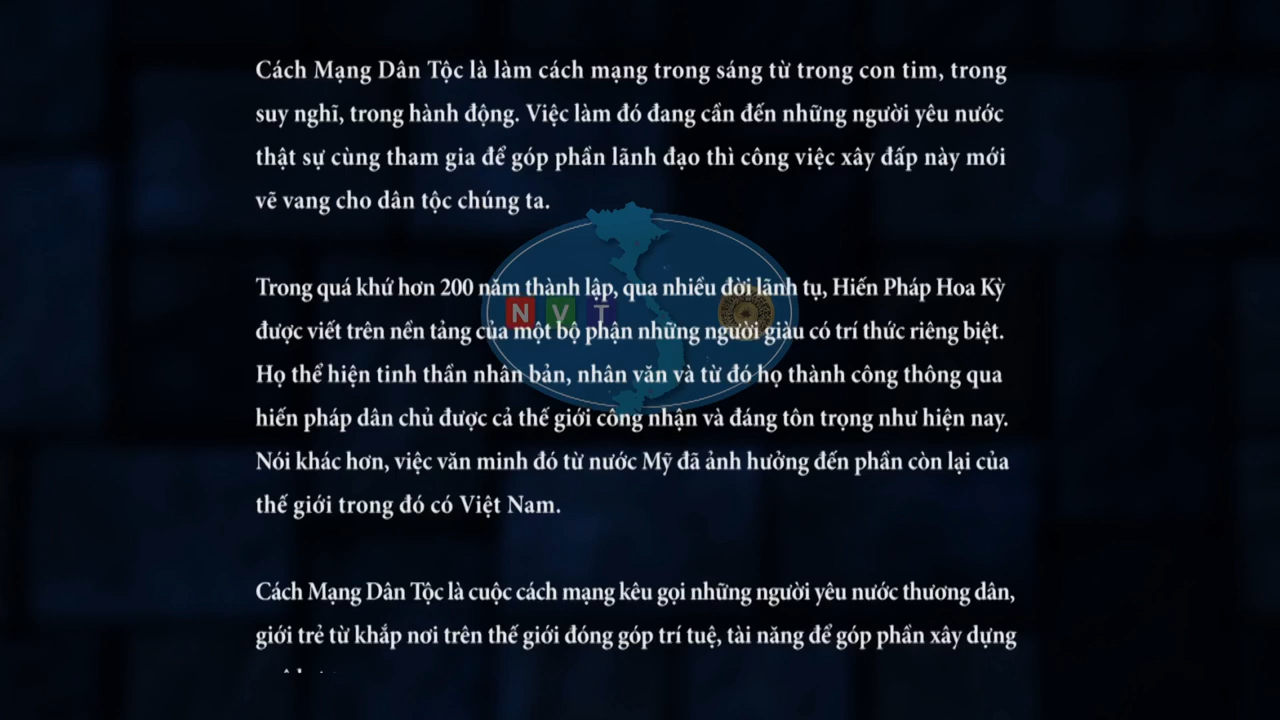 Cách Mạng Dân Tộc là làm cách mạng trong sáng từ trong con tim, trong
suy nghĩ, trong hành động. Việc làm đó đang cần đến những người yêu nước
thật sự cùng tham gia để góp phần lãnh đạo thì công việc xây đấp này mới
vẽ vang cho dân tộc chúng ta.
Trong quá khứ hơn 200 năm thành lập, qua nhiều đời lãnh tụ, Hiến Pháp Hoa Kỳ
N V T
được viết trên nền tảng của một bộ phận những người giàu có trí thức riêng biệt.
Họ thể hiện tinh thần nhân bản, nhân văn và từ đó họ thành công thông qua
hiến pháp dân chủ được cả thế giới công nhận và đáng tôn trọng như hiện nay.
Nói khác hơn, việc văn minh đó từ nước Mỹ đã ảnh hưởng đến phần còn lại của
thế giới trong đó có Việt Nam.
Cách Mạng Dân Tộc là cuộc cách mạng kêu gọi những người yêu nước thương dân,
giới trẻ từ khắp nơi trên thế giới đóng góp trí tuệ, tài năng để góp phần xây dựng